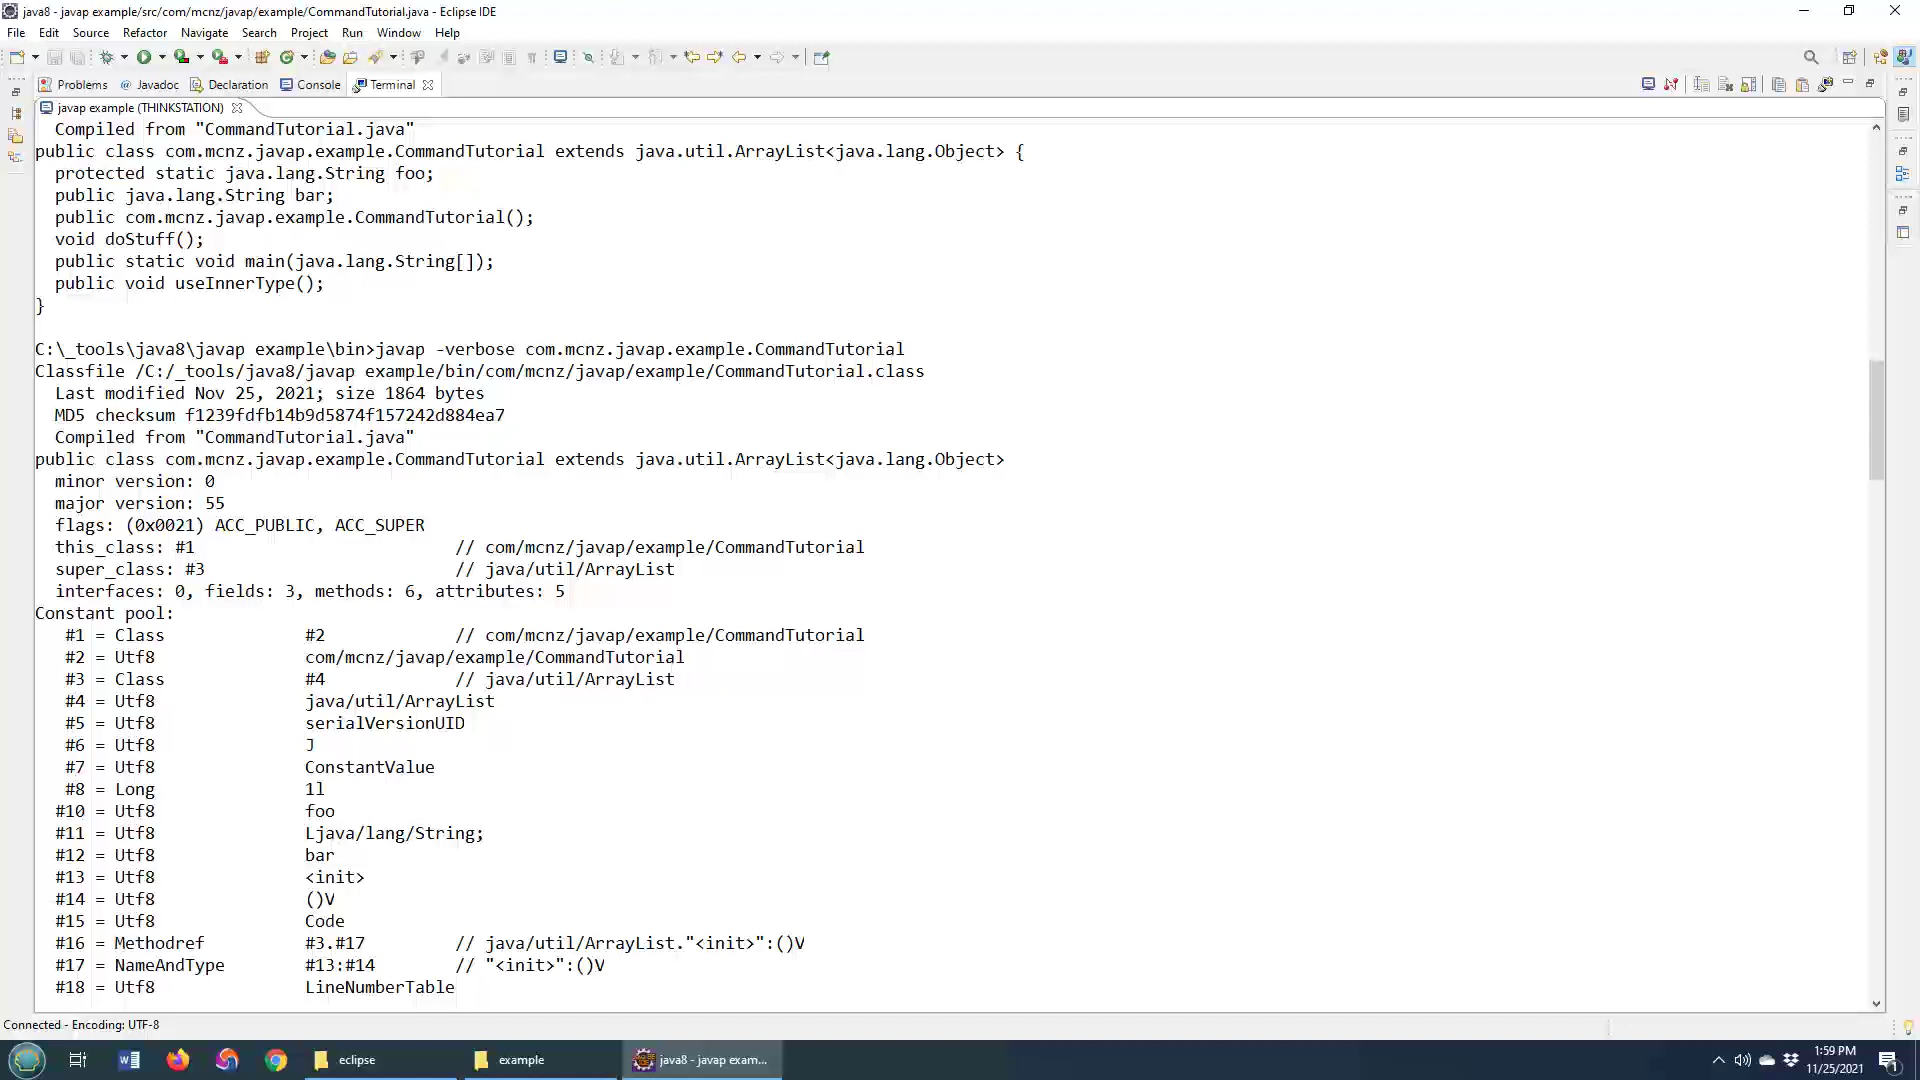 java8 - javap example/src/com/mcnz/javap/example/CommandTutorial.java - Eclipse IDE
File Edit Source Refactor Navigate Search Project Run Window Help
Problems @ Javadoc Declaration Console Terminal
javap example (THINKSTATION)
Compiled from "CommandTutorial.java"
public class com.mcnz.javap.example.CommandTutorial extends java.util.ArrayList<java.lang.Object> {
protected static java.lang.String foo;
public java.lang.String bar;
public com.mcnz.javap.example.CommandTutorial();
void doStuff();
public static void main(java.lang.String[]);
public void useInnerType();
}
C:\_tools\java8\javap example\bin>javap -verbose com.mcnz.javap.example.CommandTutorial
Classfile /C:/_tools/java8/javap example/bin/com/mcnz/javap/example/CommandTutorial.class
Last modified Nov 25, 2021; size 1864 bytes
MD5 checksum f1239fdfb14b9d5874f157242d884ea7
Compiled from "CommandTutorial.java"
public class com.mcnz.javap.example.CommandTutorial extends java.util.ArrayList<java.lang.Object>
minor version: 0
major version: 55
flags: (0x0021) ACC_PUBLIC, ACC_SUPER
this_class: #1 // com/mcnz/javap/example/CommandTutorial
super_class: #3 // java/util/ArrayList
interfaces: 0, fields: 3, methods: 6, attributes: 5
Constant pool:
#1 = Class #2 // com/mcnz/javap/example/CommandTutorial
#2 = Utf8 com/mcnz/javap/example/CommandTutorial
#3 = Class #4 // java/util/ArrayList
#4 = Utf8 java/util/ArrayList
#5 = Utf8 serialVersionUID
#6 = Utf8 J
#7 = Utf8 ConstantValue
#8 = Long 1l
#10 = Utf8 foo
#11 = Utf8 Ljava/lang/String;
#12 = Utf8 bar
#13 = Utf8 <init>
#14 = Utf8 ()V
#15 = Utf8 Code
#16 = Methodref #3.#17 // java/util/ArrayList."<init>":()V
#17 = NameAndType #13:#14 // "<init>":()V
#18 = Utf8 LineNumberTable
Connected - Encoding: UTF-8
eclipse example java8 - javap exam... 1:59 PM
11/25/2021